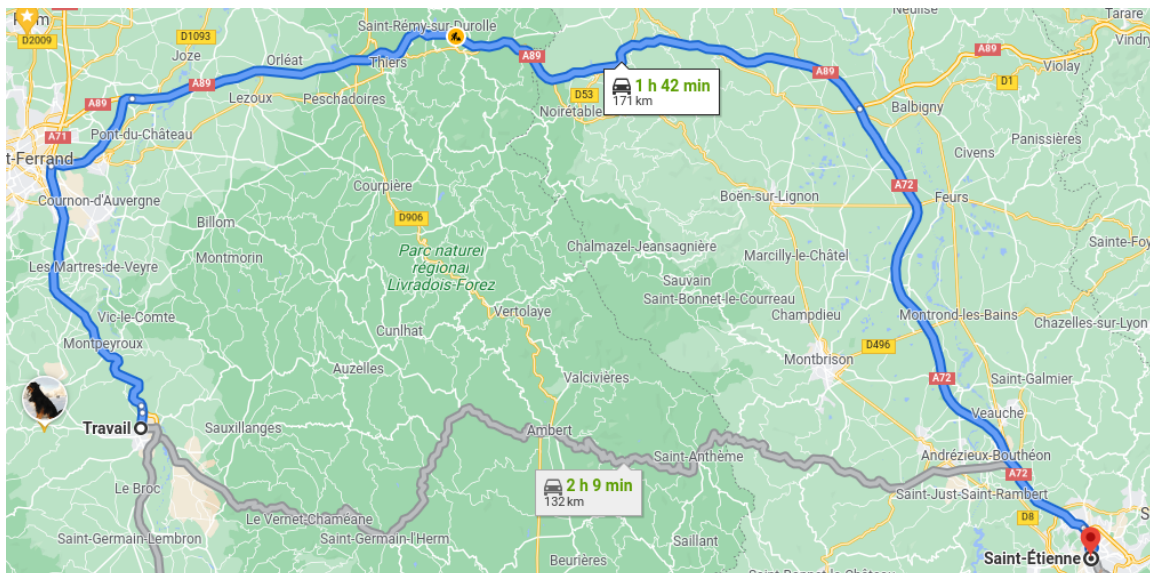 Neulise
Tarare
D2009
D1093
Saint-Rémy-sur-Durolle
Vindry
Joze
Orléat
Thiers
A89
A89
Violay
A89
A89
D1
1 h 42 min
171 km
Lezoux
Peschadoires
D53
Noirétable
A89
Balbigny
A71
Pont-du-Château
Panissières
t-Ferrand
Civens
Courpière
A72
Cournon-d'Auvergne
Boën-sur-Lignon
Feurs
Billom
D906
Sainte-Foy
Montmorin
Parc naturel
régional
Livradois-Forez
Chalmazel-Jeansagnière
Marcilly-le-Châtel
Les Martres-de-Veyre
Sauvain
Saint-Bonnet-le-Courreau
Vic-le-Comte
Vertolaye
Champdieu
Montrond-les-Bains
Chazelles-sur-Lyon
Cunlhat
Montpeyroux
D496
Montbrison
Auzelles
Valcivières
A72
Saint-Galmier
Veauche
Travail
Sauxillanges
Ambert
Saint-Anthème
Andrézieux-Bouthéon
A72
2 h 9 min
132 km
Le Broc
Saint-Just-Saint-Rambert
Le Vernet-Chaméane
D8
Saint-Germain-Lembron
Saint-Germain-l'Herm
Saillant
Saint-Étienne
Beurières